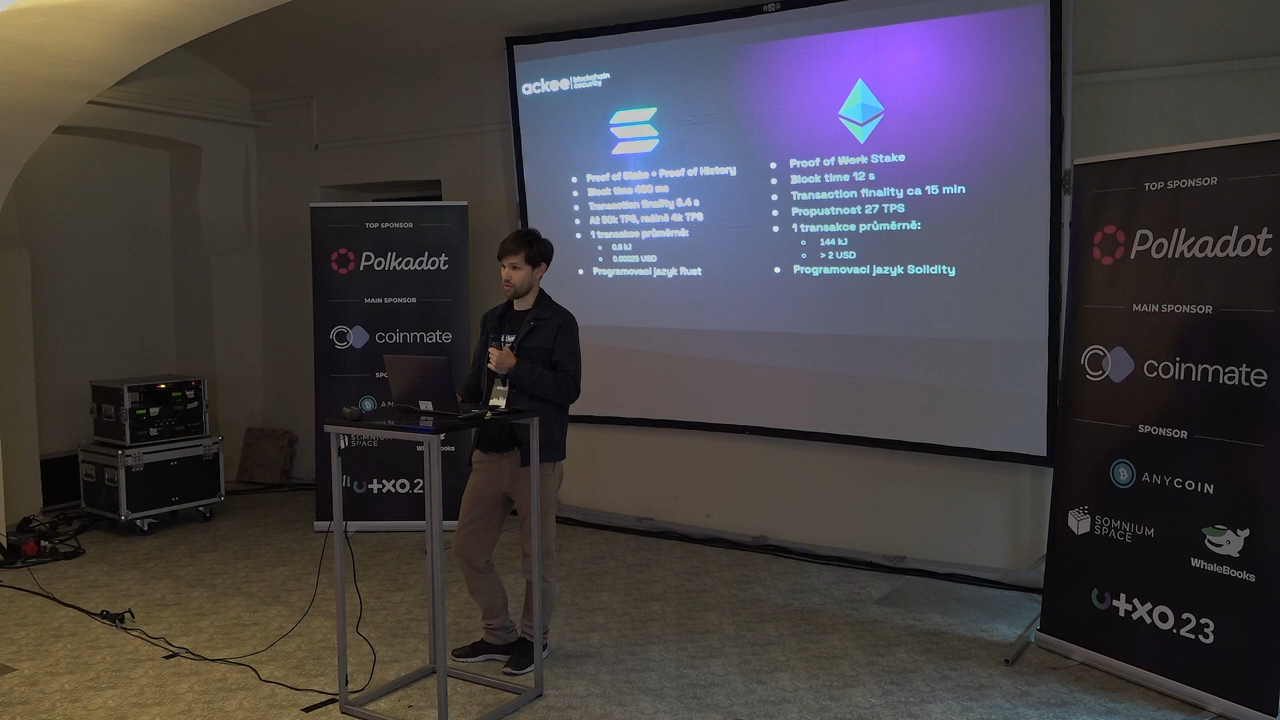 ackee blockchain
security
Proof of Stake + Proof of History
Block time 400 ms
Transaction finality 6.4 s
Až 50k TPS, reálně 4k TPS
1 transakce průměrně:
0.8 kJ
0.00025 USD
Programovací jazyk Rust
Proof of Work Stake
Block time 12 s
Transaction finality ca 15 min
Propustnost 27 TPS
1 transakce průměrně:
144 kJ
> 2 USD
Programovací jazyk Solidity
TOP SPONSOR
Polkadot
MAIN SPONSOR
coinmate
SOMNIUM
SPACE
TOP SPONSOR
Polkadot
MAIN SPONSOR
coinmate
SPONSOR
ANYCOIN
SOMNIUM
SPACE
WhaleBooks
utxo.23